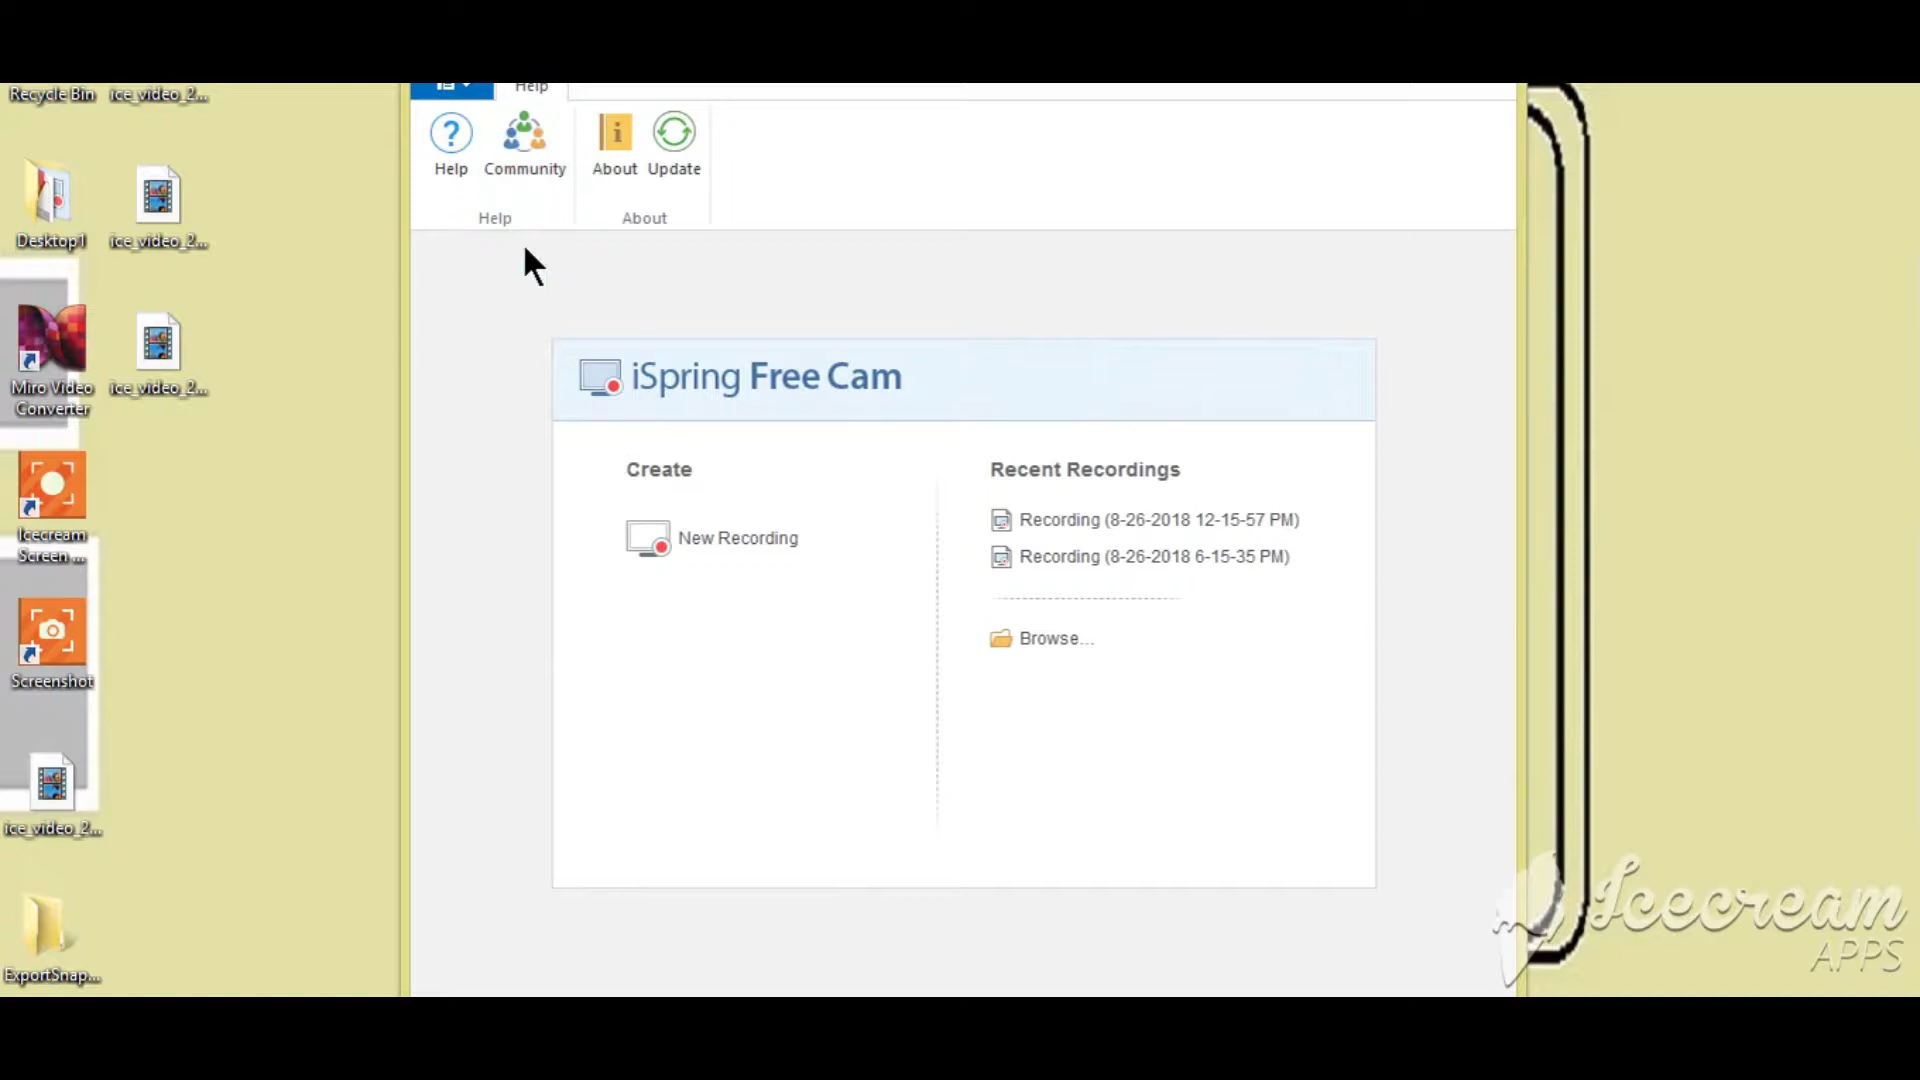 Recycle Bin
ice_video_2...
Help
Help
Community
About
Update
Help
About
Desktop1
ice_video_2...
Miro Video
Converter
ice_video_2...
iSpring Free Cam
Create
Recent Recordings
New Recording
Recording (8-26-2018 12-15-57 PM)
Recording (8-26-2018 6-15-35 PM)
Browse...
Icecream
Screen ...
Screenshot
ice_video_2...
ExportSnap...
Icecream
APPS